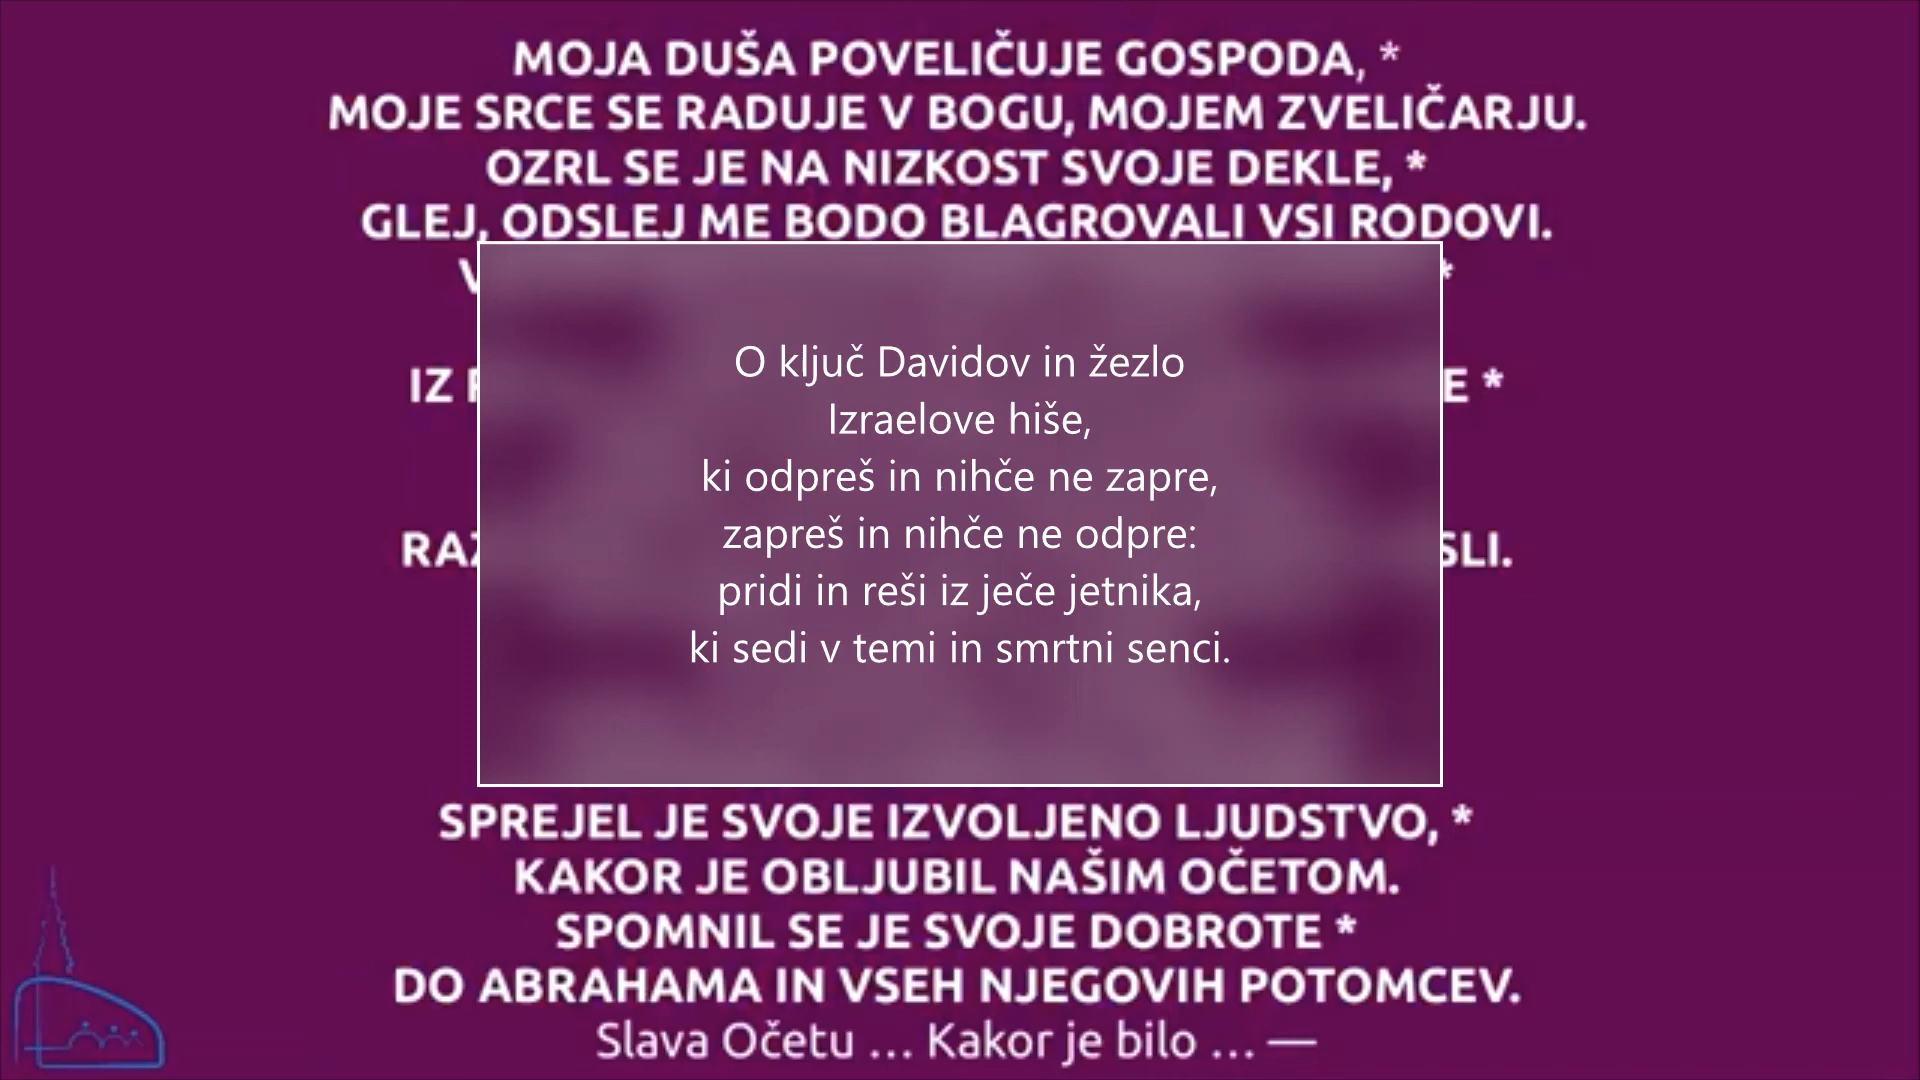 MOJA DUŠA POVELIČUJE GOSPODA, *
MOJE SRCE SE RADUJE V BOGU, MOJEM ZVELIČARJU.
OZRL SE JE NA NIZKOST SVOJE DEKLE, *
GLEJ, ODSLEJ ME BODO BLAGROVALI VSI RODOVI.
*
IZ
E *
SLI.
O ključ Davidov in žezlo
Izraelove hiše,
ki odpreš in nihče ne zapre,
zapreš in nihče ne odpre:
pridi in reši iz ječe jetnika,
ki sedi v temi in smrtni senci.
SPREJEL JE SVOJE IZVOLJENO LJUDSTVO, *
KAKOR JE OBLJUBIL NAŠIM OČETOM.
SPOMNIL SE JE SVOJE DOBROTE *
DO ABRAHAMA IN VSEH NJEGOVIH POTOMCEV.
Slava Očetu … Kakor je bilo … —